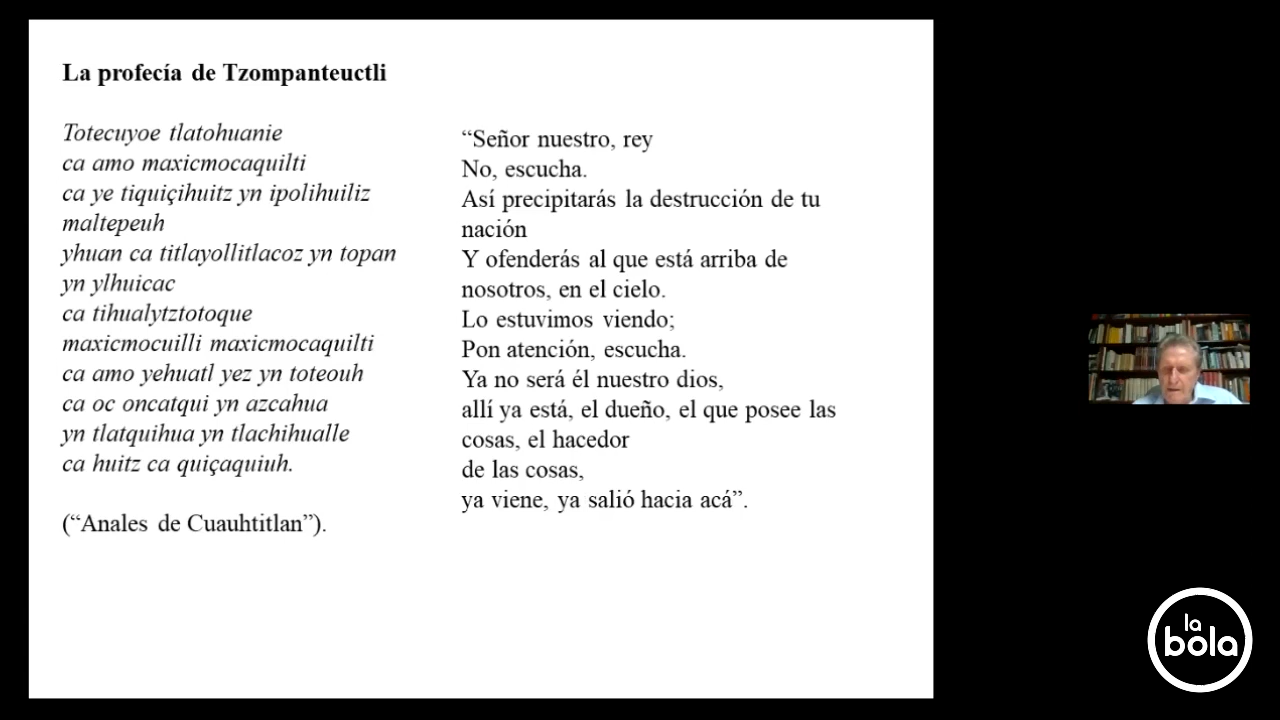 La profecía de Tzompanteuctli
Totecuyoe tlatohuanie
ca amo maxicmocaquilti
ca ye tiquiçihuitz yn ipolihuiliz
maltepeuh
yhuan ca titlayollitlacoz yn topan
yn ylhuicac
ca tihualytztotoque
maxicmocuilli maxicmocaquilti
ca amo yehuatl yez yn toteouh
ca oc oncatqui yn azcahua
yn tlatquihua yn tlachihualle
ca huitz ca quiçaquiuh.
(“Anales de Cuauhtitlan”).
“Señor nuestro, rey
No, escucha.
Así precipitarás la destrucción de tu
nación
Y ofenderás al que está arriba de
nosotros, en el cielo.
Lo estuvimos viendo;
Pon atención, escucha.
Ya no será él nuestro dios,
allí ya está, el dueño, el que posee las
cosas, el hacedor
de las cosas,
ya viene, ya salió hacia acá”.
la
bola